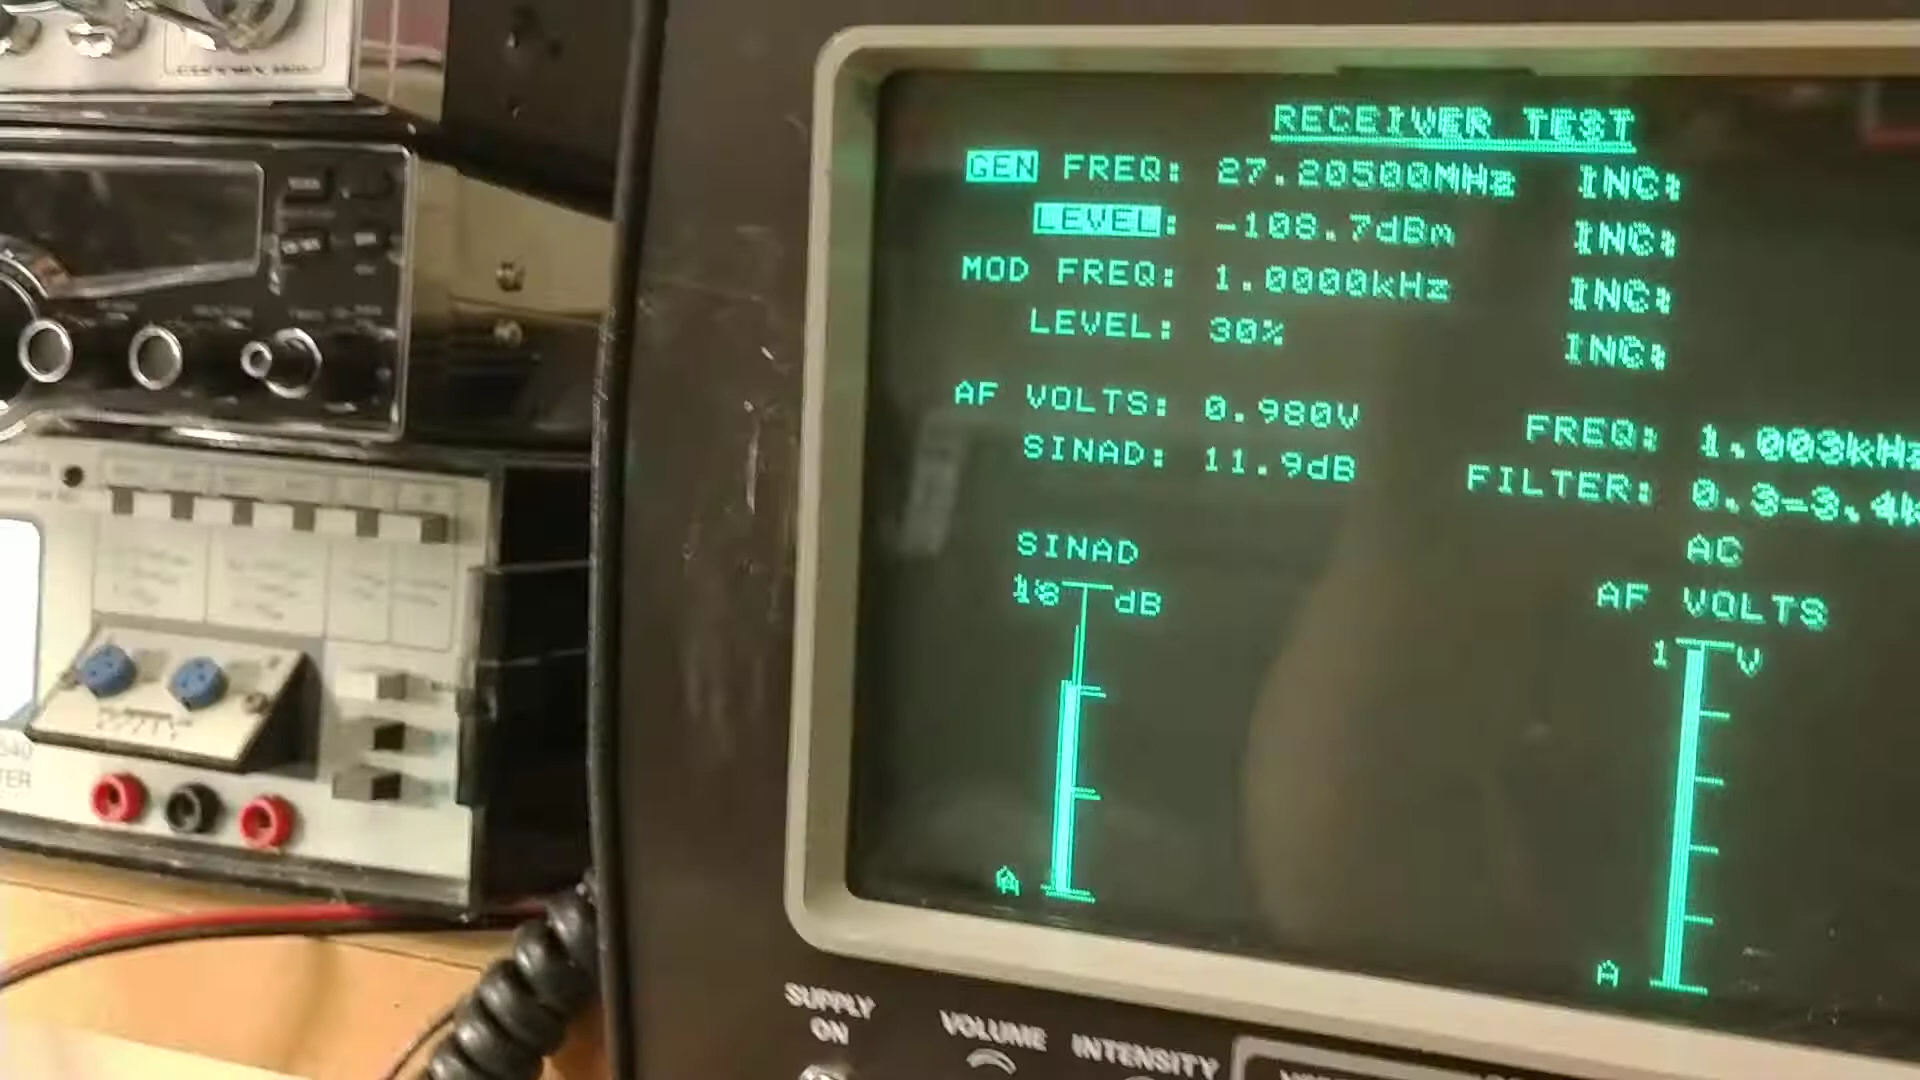 RECEIVER TEST
GEN FREQ: 27.20500MHz INC:
LEVEL: -108.7dBm INC:
MOD FREQ: 1.0000kHz INC:
LEVEL: 30% INC:
AF VOLTS: 0.980V FREQ: 1.003kHz
SINAD: 11.9dB FILTER: 0.3-3.4k
AC
SINAD
dB
AF VOLTS
1 V
A
A
SUPPLY ON
VOLUME
INTENSITY
POWER